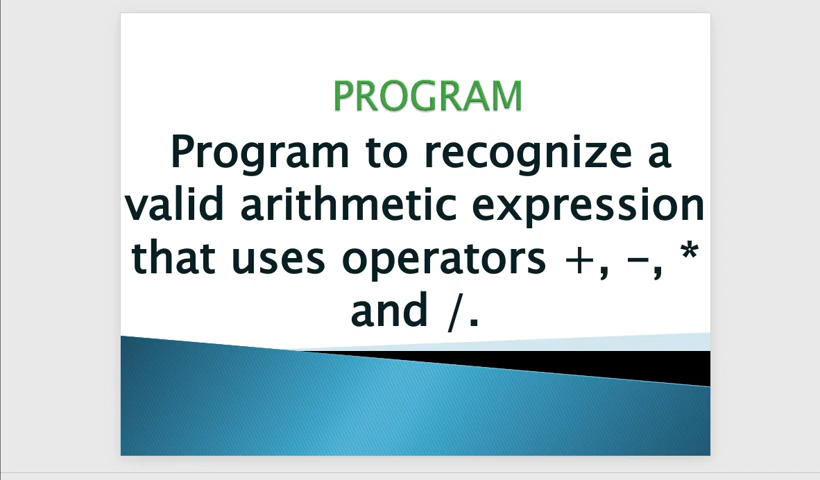 PROGRAM
Program to recognize a
valid arithmetic expression
that uses operators +, -, *
and /.